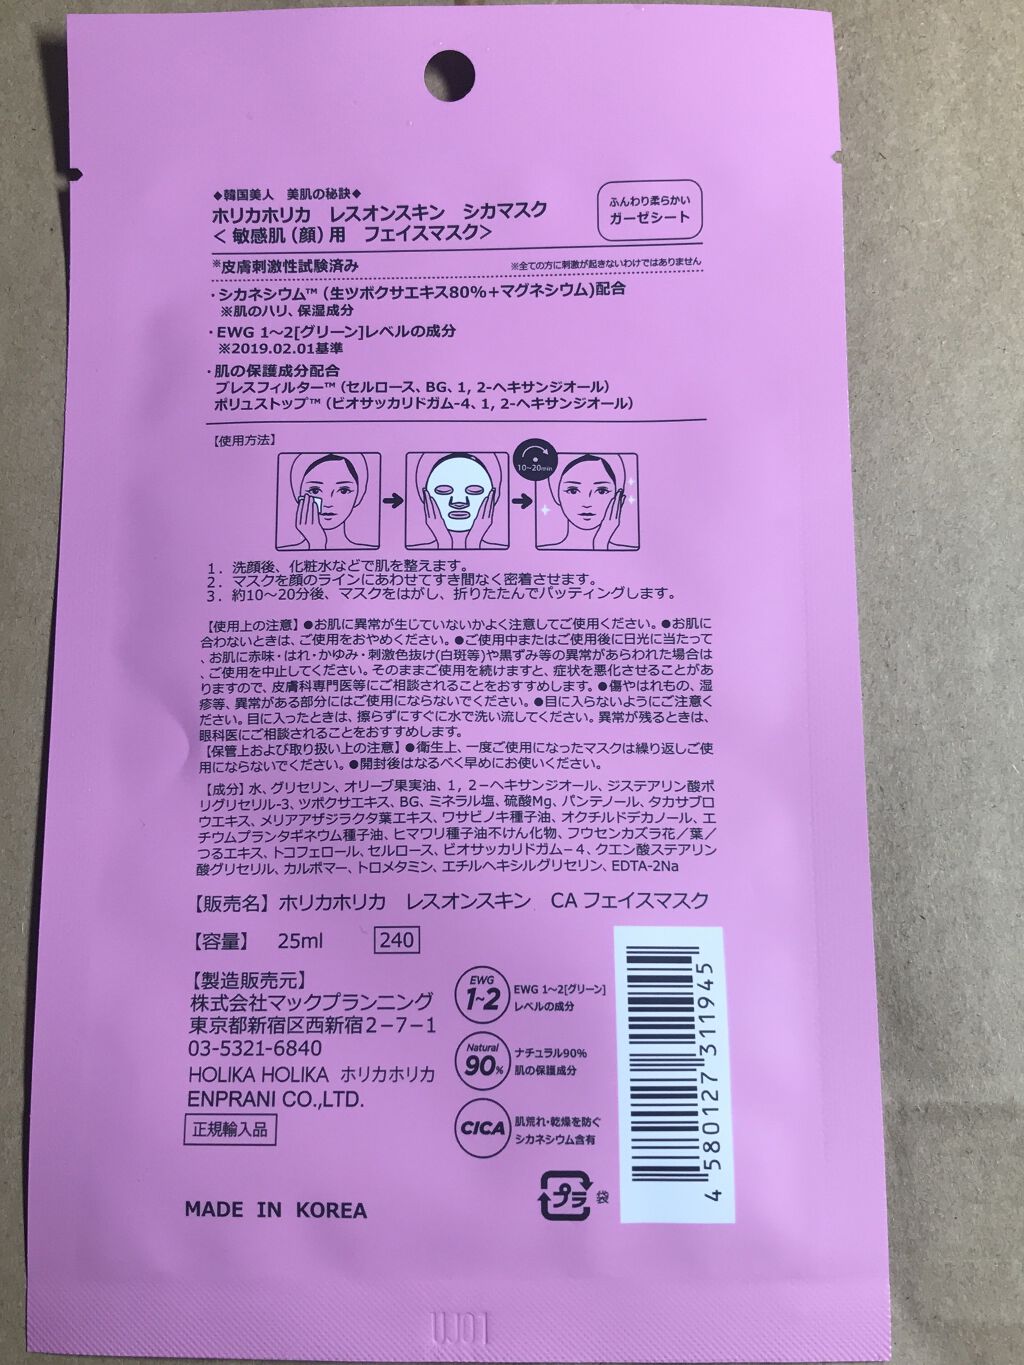 ◆韓国美人　美肌の秘訣◆
ホリカホリカ　レスオンスキン　シカマスク
＜敏感肌(顔)用　フェイスマスク＞
ふんわり柔らかい
ガーゼシート
※皮膚刺激性試験済み
※全ての方に刺激が起きないわけではありません
・シカネシウム™(生ツボクサエキス80%+マグネシウム)配合
※肌のハリ、保湿成分
・EWG 1～2[グリーン]レベルの成分
※2019.02.01基準
・肌の保護成分配合
ブレスフィルター™(セルロース、BG、1, 2-ヘキサンジオール)
ポリュストップ™(ビオサッカリドガム-4、1, 2-ヘキサンジオール)
【使用方法】
10~20min
1. 洗顔後、化粧水などで肌を整えます。
2. マスクを顔のラインにあわせてすき間なく密着させます。
3. 約10～20分後、マスクをはがし、折りたたんでパッティングします。
【使用上の注意】●お肌に異常が生じていないかよく注意してご使用ください。●お肌に
合わないときは、ご使用をおやめください。●ご使用中またはご使用後に日光に当たって
、お肌に赤味・はれ・かゆみ・刺激色抜け(白斑等)や黒ずみ等の異常があらわれた場合は
、ご使用を中止してください。そのままご使用を続けますと、症状を悪化させることがあ
りますので、皮膚科専門医等にご相談されることをおすすめします。●傷やはれもの、湿
疹等、異常がある部分にはご使用にならないでください。●目に入らないようにご注意く
ださい。目に入ったときは、擦らずにすぐに水で洗い流してください。異常が残るときは、
眼科医にご相談されることをおすすめします。
【保管上および取り扱い上の注意】●衛生上、一度ご使用になったマスクは繰り返しご使
用にならないでください。●開封後はなるべく早めにお使いください。
【成分】水、グリセリン、オリーブ果実油、1, 2-ヘキサンジオール、ジステアリン酸ポ
リグリセリル-3、ツボクサエキス、BG、ミネラル塩、硫酸Mg、パンテノール、タカサブロ
ウエキス、メリアアザジラクタ葉エキス、ワサビノキ種子油、オクチルドデカノール、エ
チウムプランタギネウム種子油、ヒマワリ種子油不けん化物、フウセンカズラ花／葉／
つるエキス、トコフェロール、セルロース、ビオサッカリドガム-4、クエン酸ステアリン
酸グリセリル、カルボマー、トロメタミン、エチルヘキシルグリセリン、EDTA-2Na
【販売名】ホリカホリカ　レスオンスキン　CA フェイスマスク
【容量】　25ml　240
【製造販売元】
株式会社マックプランニング
東京都新宿区西新宿2-7-1
03-5321-6840
HOLIKA HOLIKA ホリカホリカ
ENPRANI CO.,LTD.
正規輸入品
MADE IN KOREA
EWG
1~2
EWG 1～2[グリーン]
レベルの成分
Natural
90%
ナチュラル90%
肌の保護成分
CICA
肌荒れ・乾燥を防ぐ
シカネシウム含有
プラ
袋
4 580127 311945